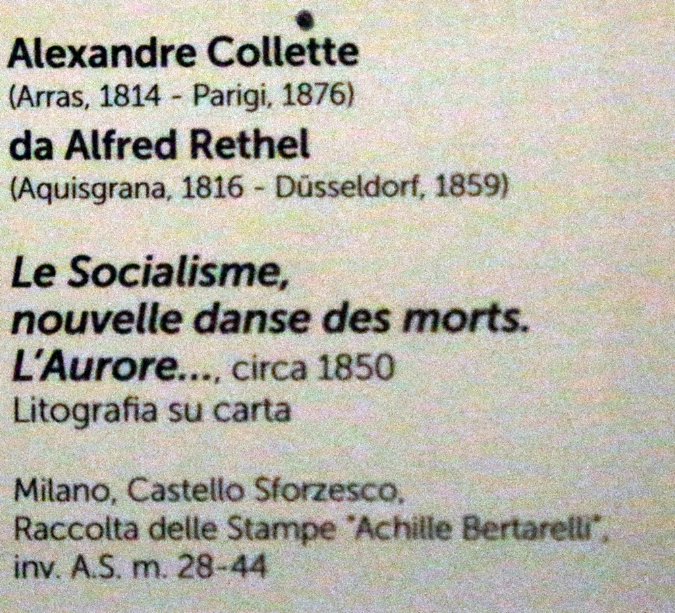 Alexandre Collette
(Arras, 1814 - Parigi, 1876)
da Alfred Rethel
(Aquisgrana, 1816 - Düsseldorf, 1859)
Le Socialisme,
nouvelle danse des morts.
L'Aurore..., circa 1850
Litografia su carta
Milano, Castello Sforzesco,
Raccolta delle Stampe "Achille Bertarelli",
inv. A.S. m. 28-44